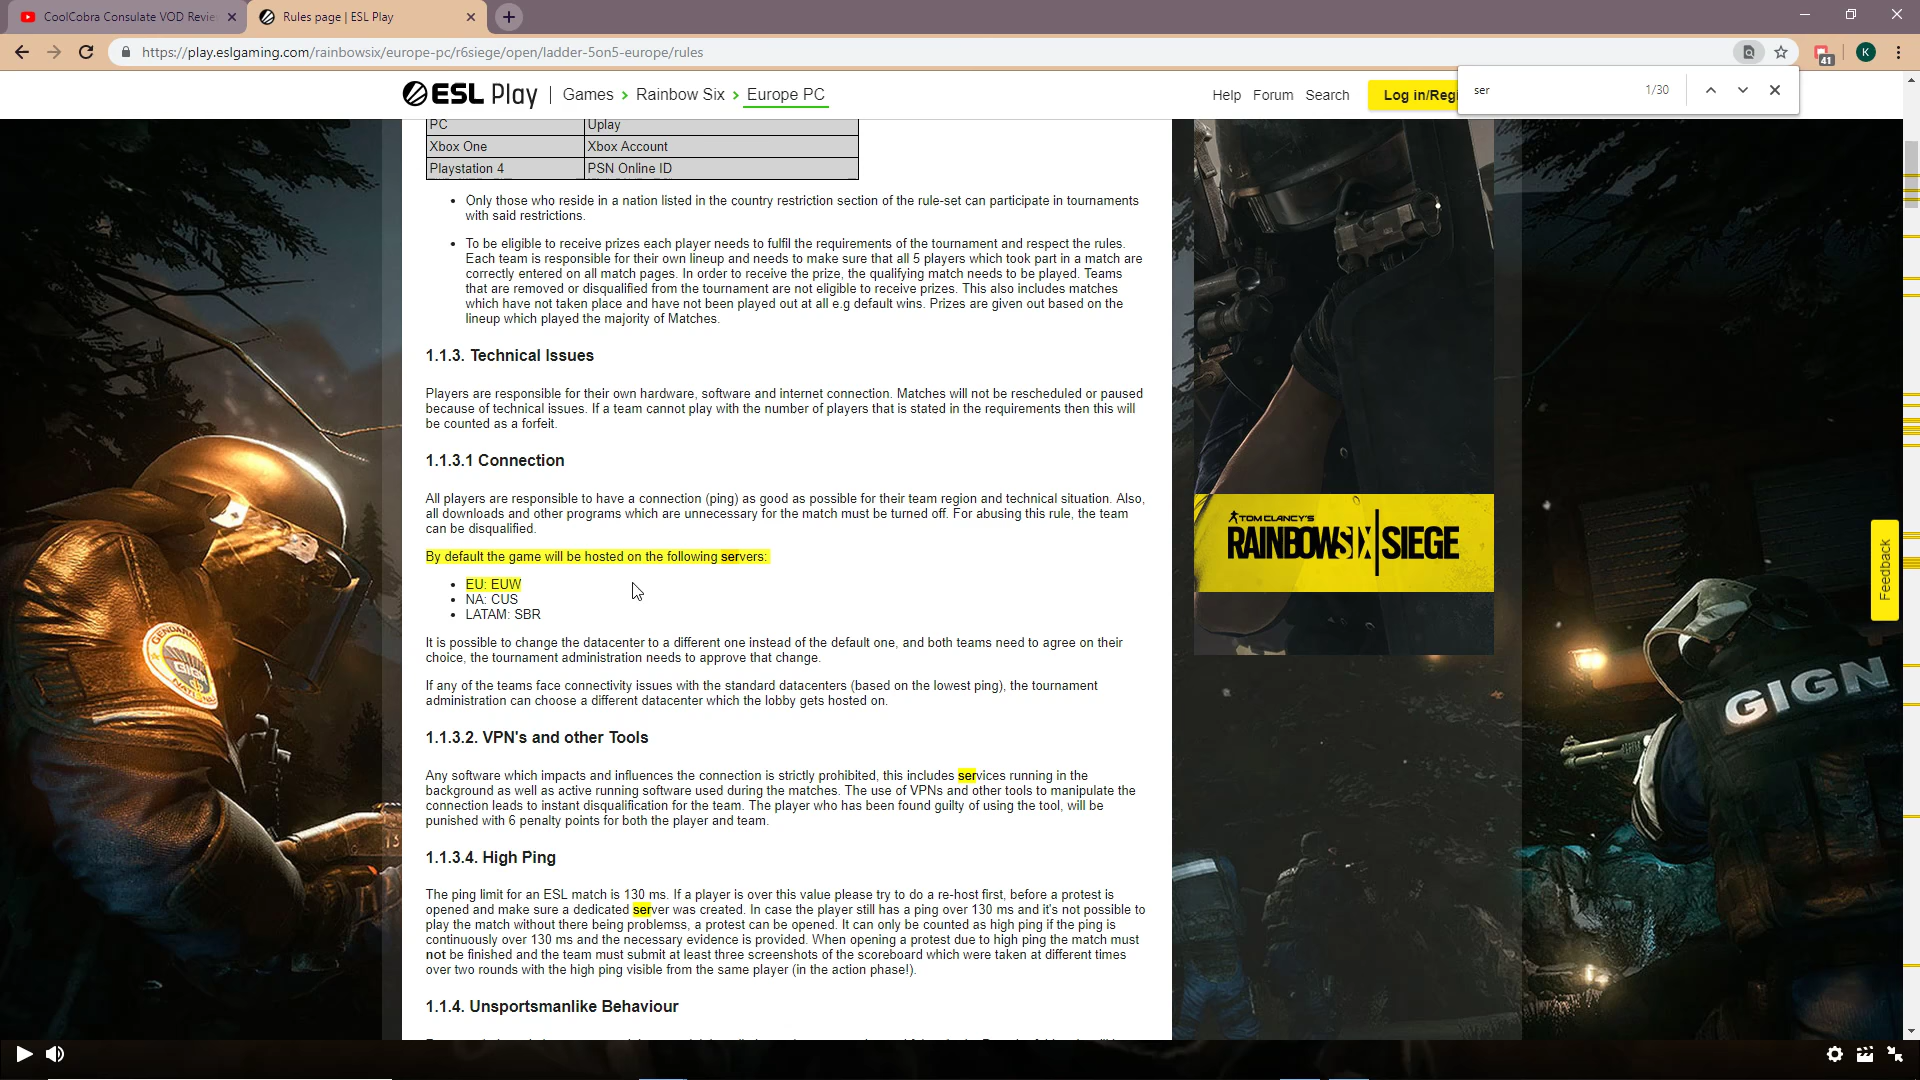 CoolCobra Consulate VOD Revie
Rules page | ESL Play
https://play.eslgaming.com/rainbowsix/europe-pc/r6siege/open/ladder-5on5-europe/rules
41
K
ser
1/30
ESL Play
Games > Rainbow Six > Europe PC
Help Forum Search
Log in/Regi
PC Uplay
Xbox One Xbox Account
Playstation 4 PSN Online ID
• Only those who reside in a nation listed in the country restriction section of the rule-set can participate in tournaments
with said restrictions.
• To be eligible to receive prizes each player needs to fulfil the requirements of the tournament and respect the rules.
Each team is responsible for their own lineup and needs to make sure that all 5 players which took part in a match are
correctly entered on all match pages. In order to receive the prize, the qualifying match needs to be played. Teams
that are removed or disqualified from the tournament are not eligible to receive prizes. This also includes matches
which have not taken place and have not been played out at all e.g default wins. Prizes are given out based on the
lineup which played the majority of Matches.
1.1.3. Technical Issues
Players are responsible for their own hardware, software and internet connection. Matches will not be rescheduled or paused
because of technical issues. If a team cannot play with the number of players that is stated in the requirements then this will
be counted as a forfeit.
1.1.3.1 Connection
All players are responsible to have a connection (ping) as good as possible for their team region and technical situation. Also,
all downloads and other programs which are unnecessary for the match must be turned off. For abusing this rule, the team
can be disqualified.
By default the game will be hosted on the following servers:
• EU: EUW
• NA: CUS
• LATAM: SBR
It is possible to change the datacenter to a different one instead of the default one, and both teams need to agree on their
choice, the tournament administration needs to approve that change.
If any of the teams face connectivity issues with the standard datacenters (based on the lowest ping), the tournament
administration can choose a different datacenter which the lobby gets hosted on.
1.1.3.2. VPN's and other Tools
Any software which impacts and influences the connection is strictly prohibited, this includes services running in the
background as well as active running software used during the matches. The use of VPNs and other tools to manipulate the
connection leads to instant disqualification for the team. The player who has been found guilty of using the tool, will be
punished with 6 penalty points for both the player and team.
1.1.3.4. High Ping
The ping limit for an ESL match is 130 ms. If a player is over this value please try to do a re-host first, before a protest is
opened and make sure a dedicated server was created. In case the player still has a ping over 130 ms and it's not possible to
play the match without there being problemss, a protest can be opened. It can only be counted as high ping if the ping is
continuously over 130 ms and the necessary evidence is provided. When opening a protest due to high ping the match must
not be finished and the team must submit at least three screenshots of the scoreboard which were taken at different times
over two rounds with the high ping visible from the same player (in the action phase!).
1.1.4. Unsportsmanlike Behaviour
TOM CLANCY'S
RAINBOW SIX | SIEGE
Feedback
GIGN
GIGN